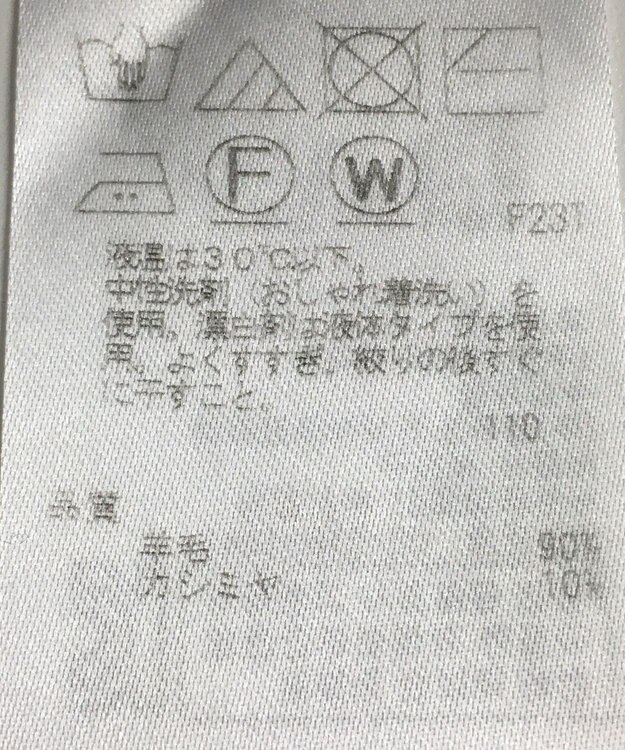 F W
F231
液温は30℃以下。
中性洗剤（おしゃれ着洗い）を
使用。漂白剤は液体タイプを使
用。よくすすぎ、絞りの後すぐ
に干すこと。
110
品質
羊毛 90%
カシミヤ 10%